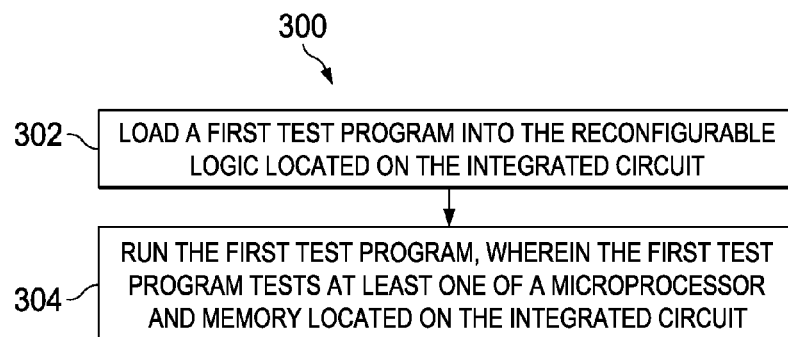 300
302
LOAD A FIRST TEST PROGRAM INTO THE RECONFIGURABLE
LOGIC LOCATED ON THE INTEGRATED CIRCUIT
304
RUN THE FIRST TEST PROGRAM, WHEREIN THE FIRST TEST
PROGRAM TESTS AT LEAST ONE OF A MICROPROCESSOR
AND MEMORY LOCATED ON THE INTEGRATED CIRCUIT